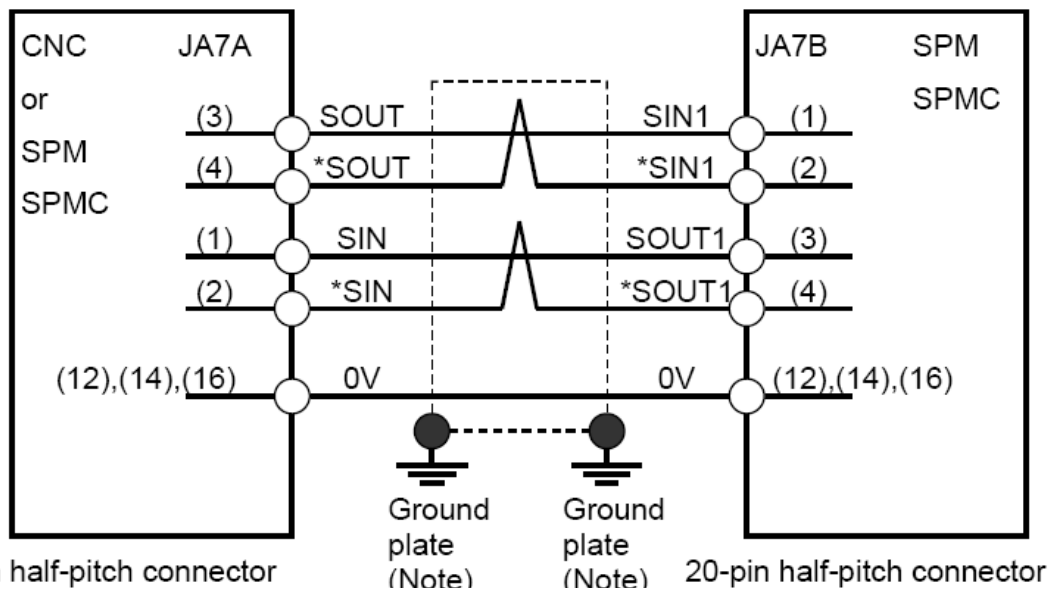 CNC JA7A
or
SPM
SPMC
(3) SOUT SIN1 (1)
(4) *SOUT *SIN1 (2)
(1) SIN SOUT1 (3)
(2) *SIN *SOUT1 (4)
(12),(14),(16) 0V 0V (12),(14),(16)
JA7B SPM
SPMC
Ground
plate
(Note)
Ground
plate
(Note)
half-pitch connector
20-pin half-pitch connector